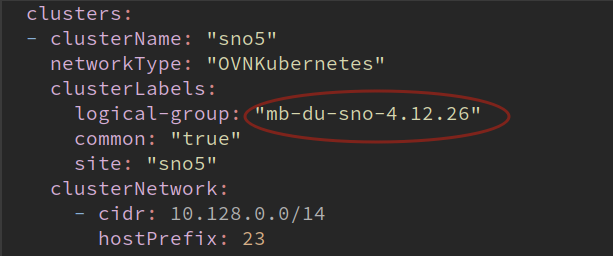 clusters:
- clusterName: "sno5"
networkType: "OVNKubernetes"
clusterLabels:
logical-group: "mb-du-sno-4.12.26"
common: "true"
site: "sno5"
clusterNetwork:
- cidr: 10.128.0.0/14
hostPrefix: 23